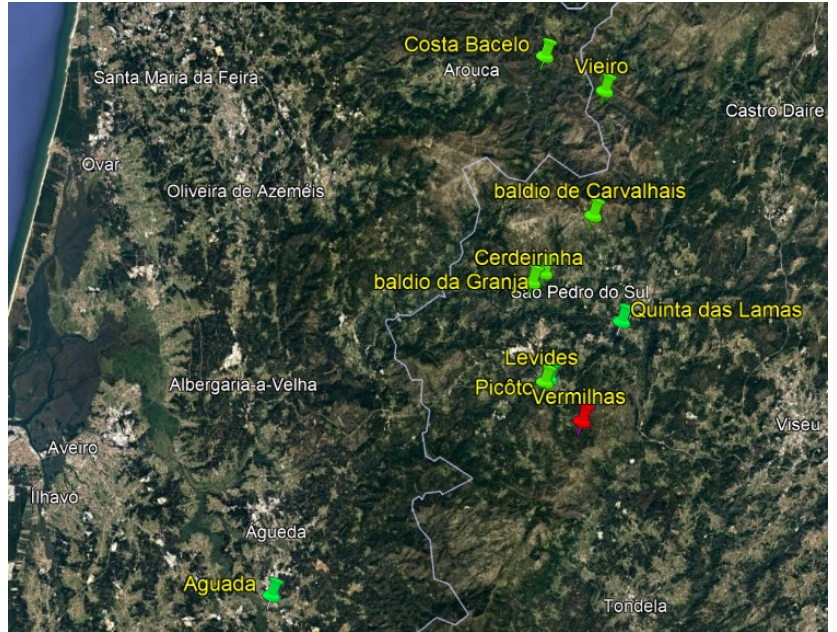 Costa Bacelo
Arouca
Vieiro
Santa Maria da Feira
Castro Daire
Ovar
Oliveira de Azeméis
baldio de Carvalhais
Cerdeirinha
baldio da Granja
São Pedro do Sul
Quinta das Lamas
Levides
Albergaria-a-Velha
Picôto
Vermilhas
Viseu
Aveiro
Ílhavo
Águeda
Aguada
Tondela